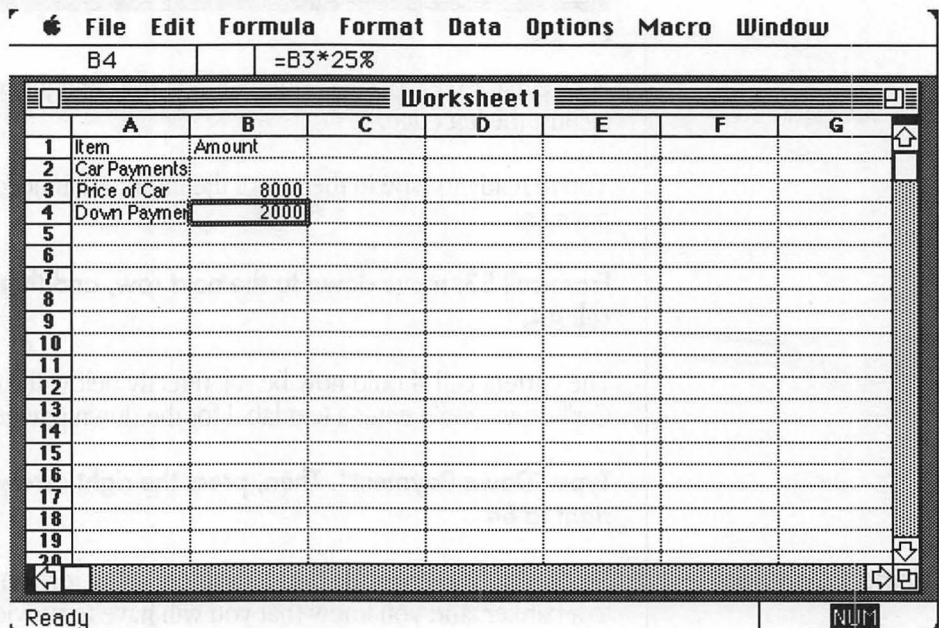 File Edit Formula Format Data Options Macro Window
B4 =B3*25%
Worksheet1
A B C D E F G
1 Item Amount
2 Car Payments
3 Price of Car 8000
4 Down Paymen 2000
5
6
7
8
9
10
11
12
13
14
15
16
17
18
19
20
Ready NUM